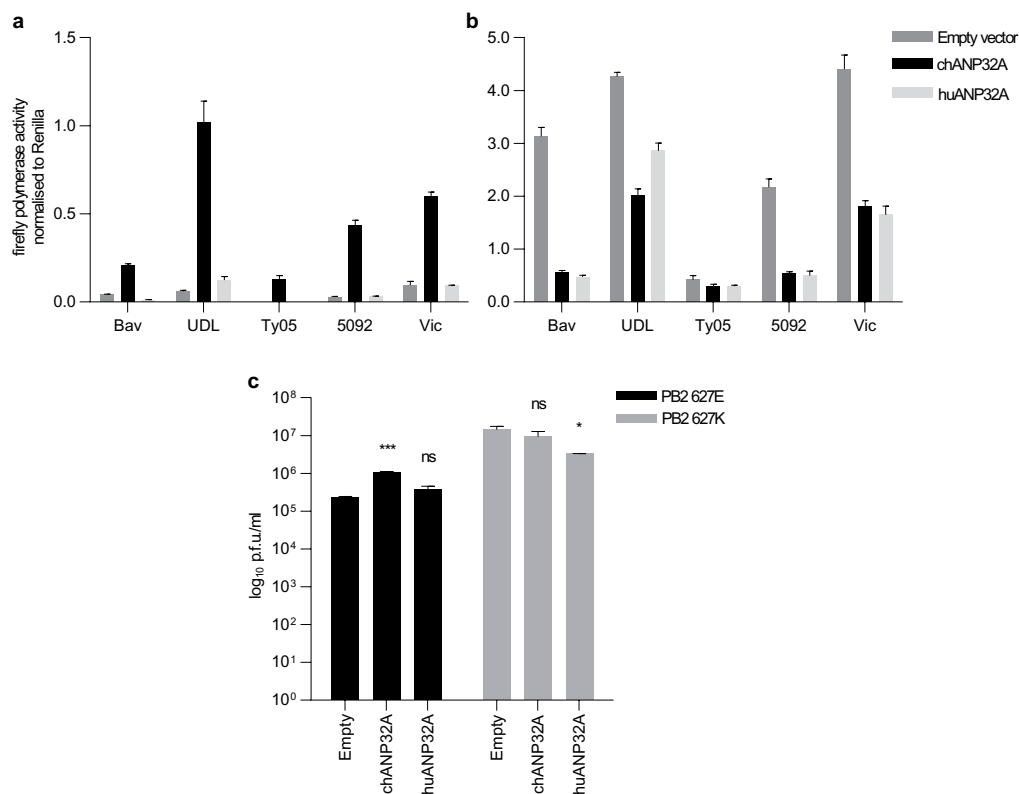 a
firefly polymerase activity
normalised to Renilla
1.5
1.0
0.5
0.0
Bav UDL Ty05 5092 Vic
b
5.0
4.0
3.0
2.0
1.0
0.0
Bav UDL Ty05 5092 Vic
Empty vector
chANP32A
huANP32A
c
log₁₀ p.f.u./ml
10⁸
10⁷
10⁶
10⁵
10⁴
10³
10²
10¹
10⁰
*** ns ns *
Empty chANP32A huANP32A Empty chANP32A huANP32A
PB2 627E
PB2 627K